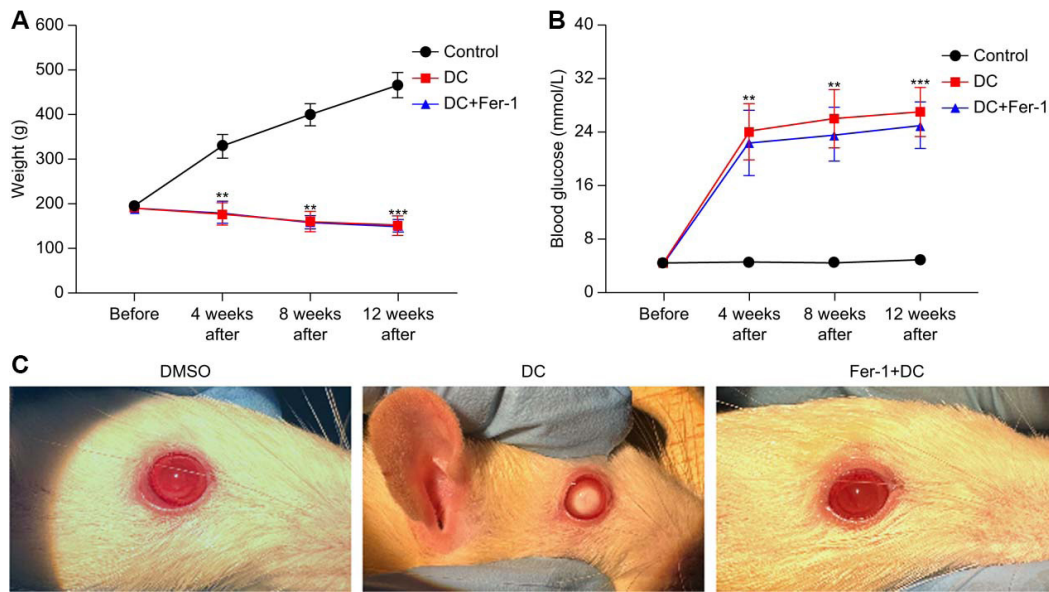 A
600
500
400
300
200
100
0
Weight (g)
Control
DC
DC+Fer-1
**
**
***
Before
4 weeks
after
8 weeks
after
12 weeks
after
B
40
32
24
16
8
0
Blood glucose (mmol/L)
Control
DC
DC+Fer-1
**
**
***
Before
4 weeks
after
8 weeks
after
12 weeks
after
C
DMSO
DC
Fer-1+DC